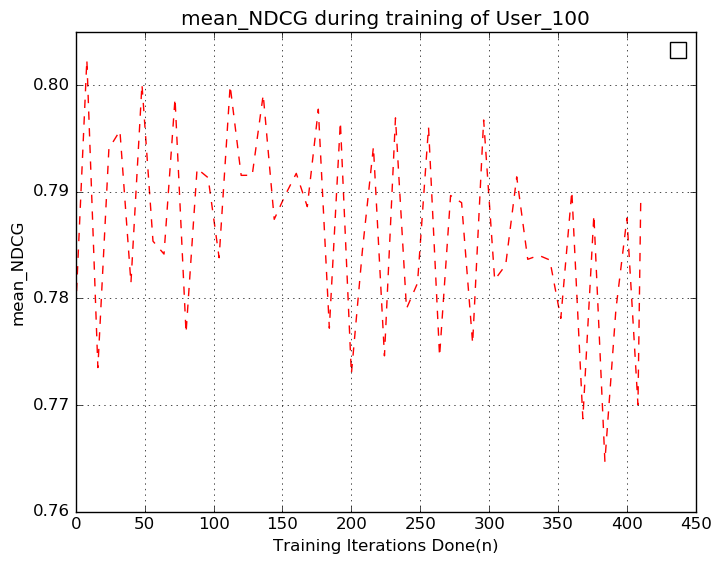 mean_NDCG during training of User_100
mean_NDCG
0.80
0.79
0.78
0.77
0.76
0 50 100 150 200 250 300 350 400 450
Training Iterations Done(n)